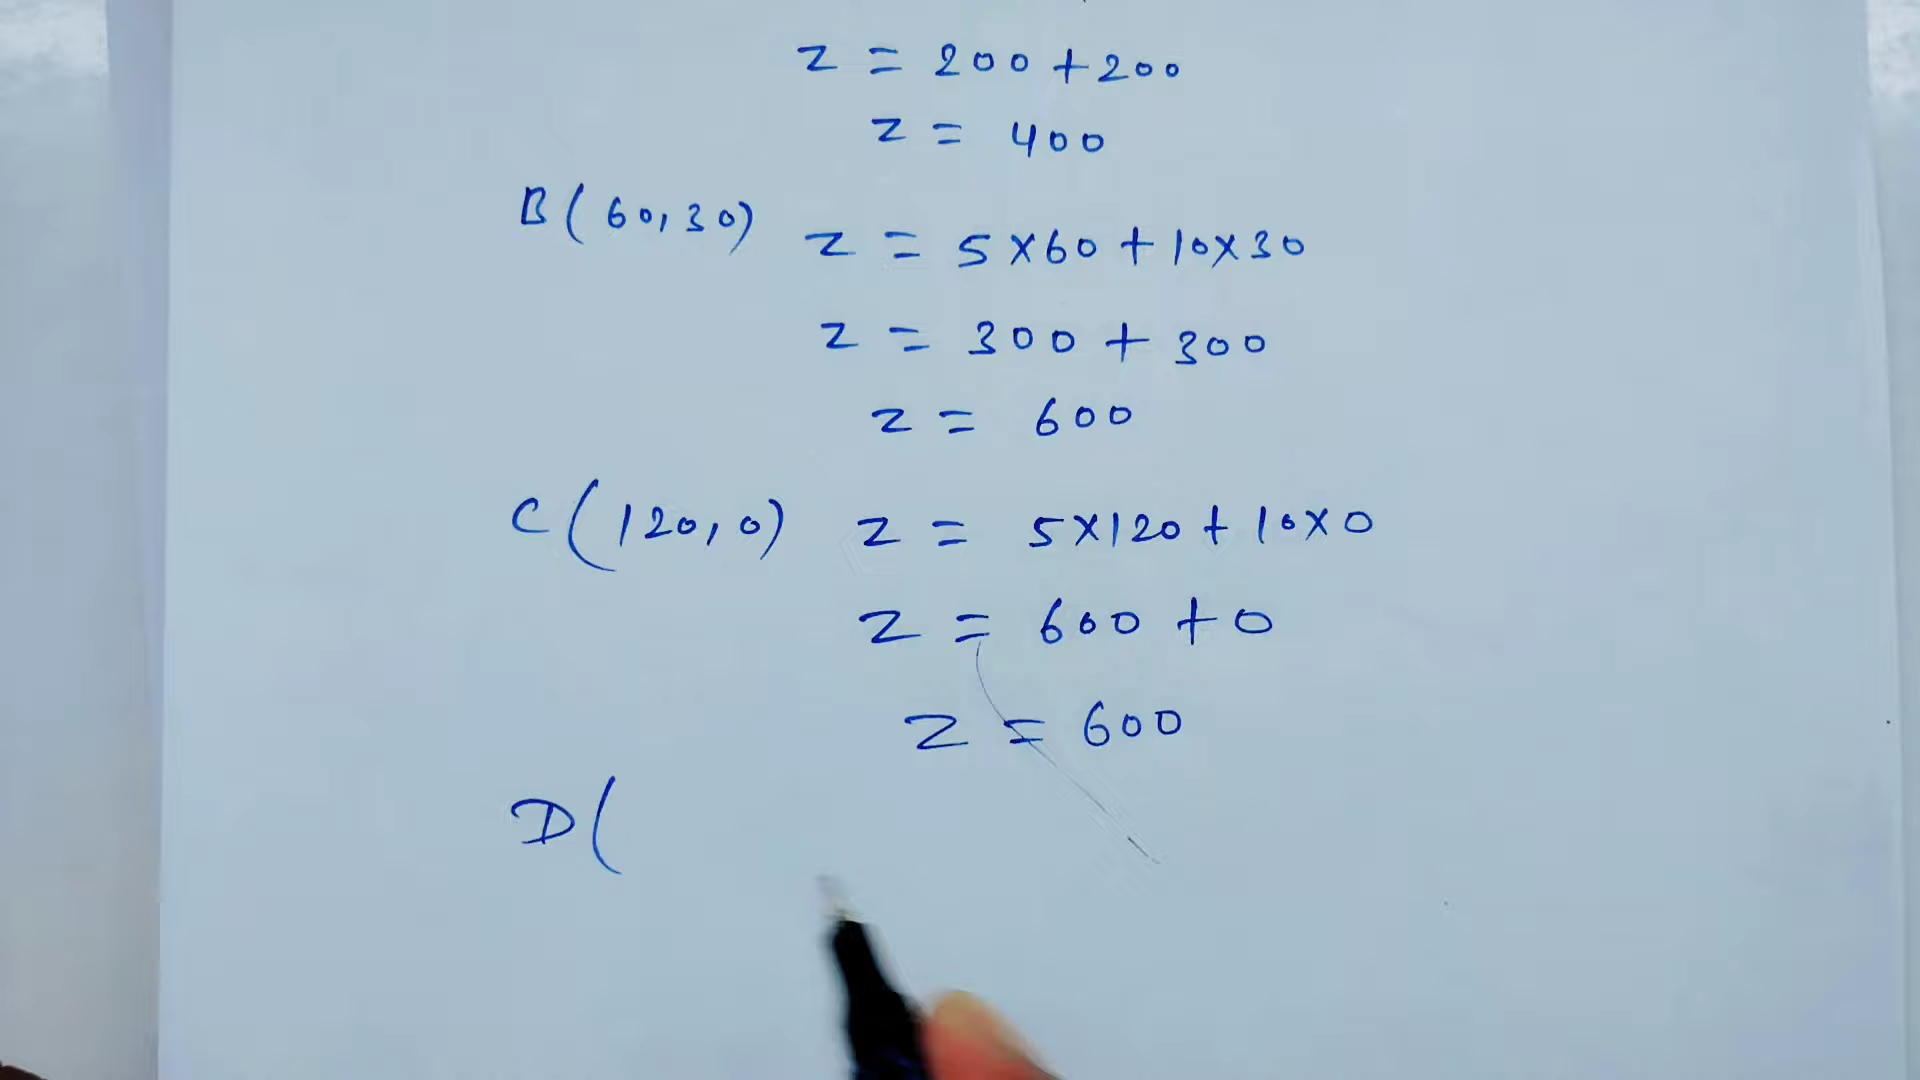 z = 200 + 200
z = 400
B(60,30) z = 5×60 + 10×30
z = 300 + 300
z = 600
C(120,0) z = 5×120 + 10×0
z = 600 + 0
z = 600
D(